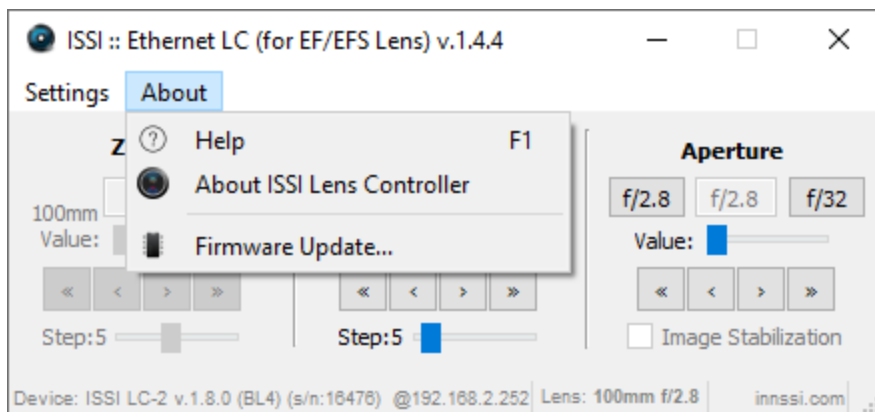 ISSI :: Ethernet LC (for EF/EFS Lens) v.1.4.4
Settings About
Help F1
About ISSI Lens Controller
Firmware Update...
Z
100mm
Value:
« < > »
Step:5
« < > »
Step:5
Aperture
f/2.8 f/2.8 f/32
Value:
« < > »
Image Stabilization
Device: ISSI LC-2 v.1.8.0 (BL4) (s/n:16476) @192.168.2.252 Lens: 100mm f/2.8 innssi.com